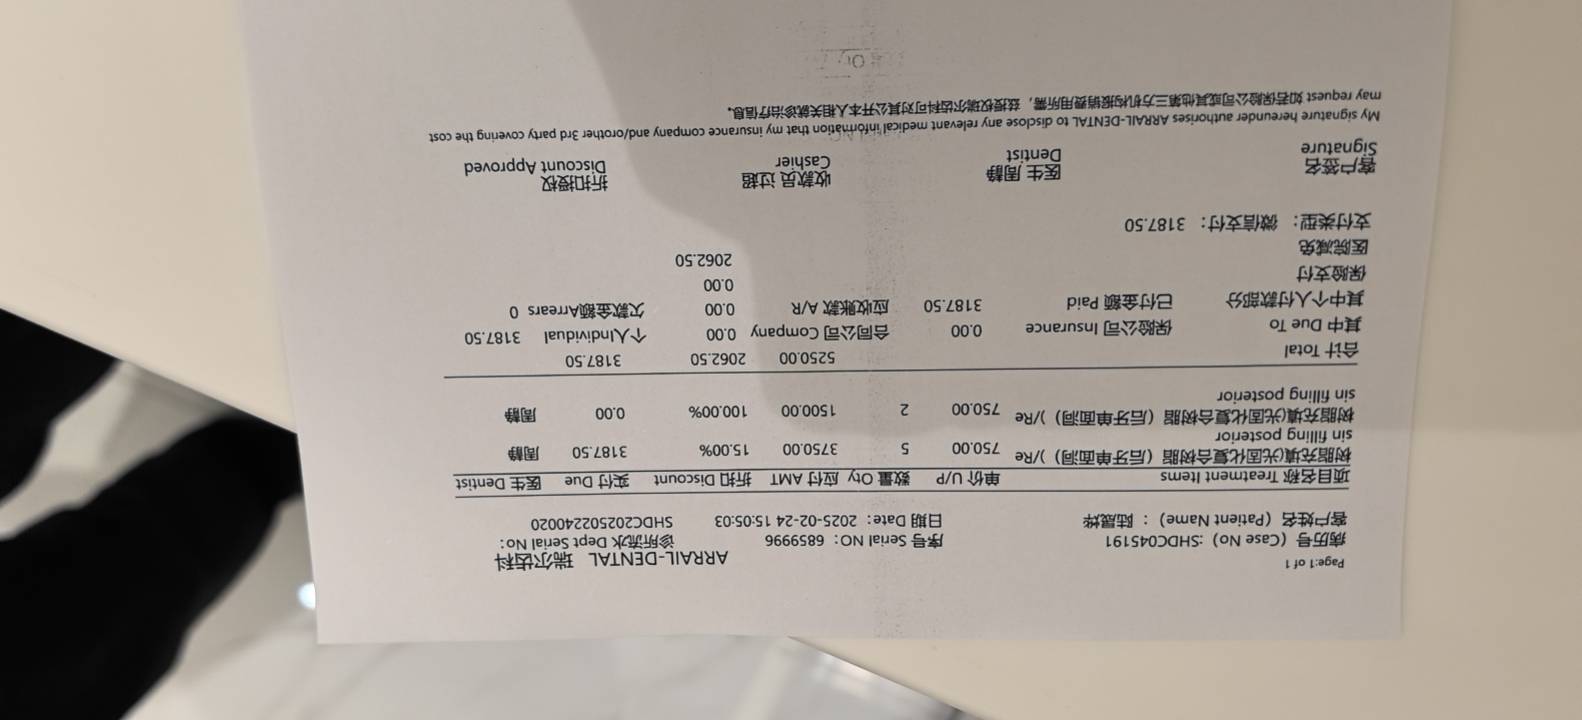 Page:1 of 1
ARRAIL-DENTAL 瑞尔齿科
病历号（Case No）:SHDC045191 序号 Serial NO：6859996 诊所流水 Dept Serial No：
客户姓名（Patient Name）：陆晟烨 日期 Date：2025-02-24 15:05:03 SHDC202502240020
项目名称 Treatment Items 单价 U/P 数量 Qty 应付 AMT 折扣 Discount 实付 Due 医生 Dentist
树脂充填(光固化复合树脂（后牙单面洞）)/Re 750.00 5 3750.00 15.00% 3187.50 周静
sin filling posterior
树脂充填(光固化复合树脂（后牙单面洞）)/Re 750.00 2 1500.00 100.00% 0.00 周静
sin filling posterior
合计 Total 5250.00 2062.50 3187.50
其中 Due To 保险公司 Insurance 0.00 合同公司 Company 0.00 个人Individual 3187.50
其中个人付款部分 已付金额 Paid 3187.50 应收账款 A/R 0.00 欠款金额Arrears 0
保险支付 0.00
医院减免 2062.50
支付类型： 微信支付： 3187.50
客户签名 医生 周静 收款员 过超 折扣授权
Signature Dentist Cashier Discount Approved
My signature hereunder authorises ARRAIL-DENTAL to disclose any relevant medical information that my insurance company and/orother 3rd party covering the cost
may request 如若保险公司或其他第三方机构报销费用所需，兹授权瑞尔齿科可对其公开本人相关就诊治疗信息。